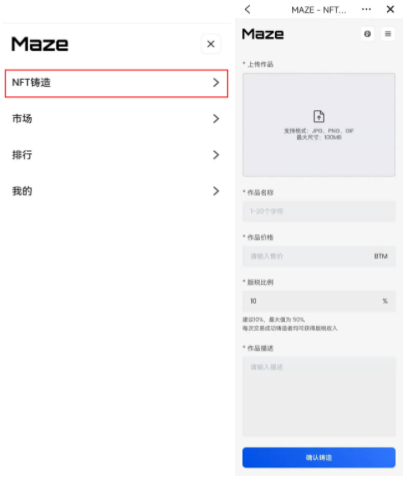 Maze
NFT铸造
市场
排行
我的
MAZE - NFT...
Maze
* 上传作品
支持格式：JPG，PNG，GIF
最大尺寸：100MB
* 作品名称
1-20个字符
* 作品价格
请输入售价
BTM
* 版税比例
10
%
建议10%，最大值为 50%，
每次交易成功铸造者均可获得版税收入
* 作品描述
请输入描述
确认铸造